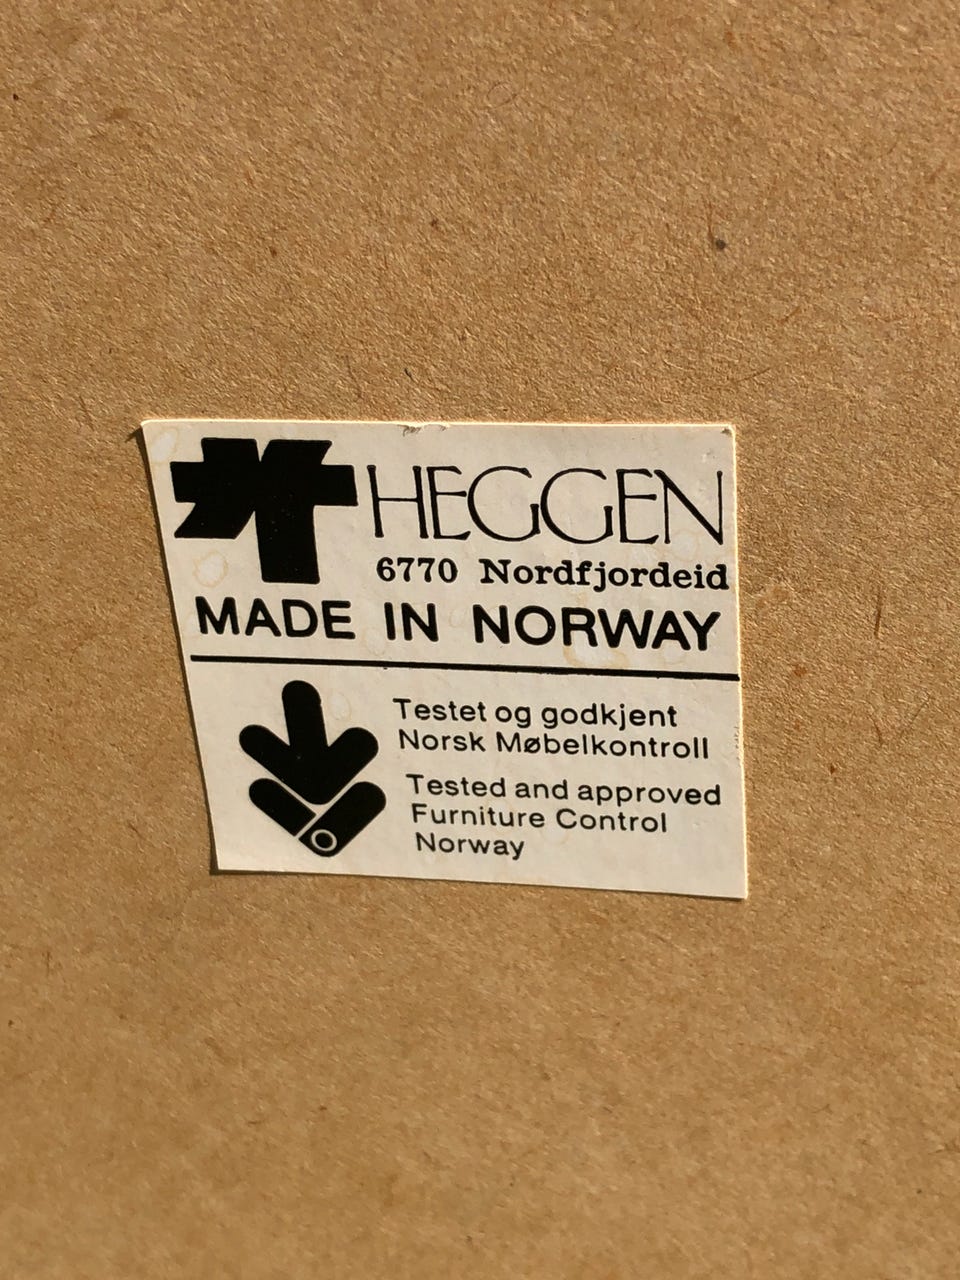 HEGGEN
6770 Nordfjordeid
MADE IN NORWAY
Testet og godkjent
Norsk Møbelkontroll
Tested and approved
Furniture Control
Norway